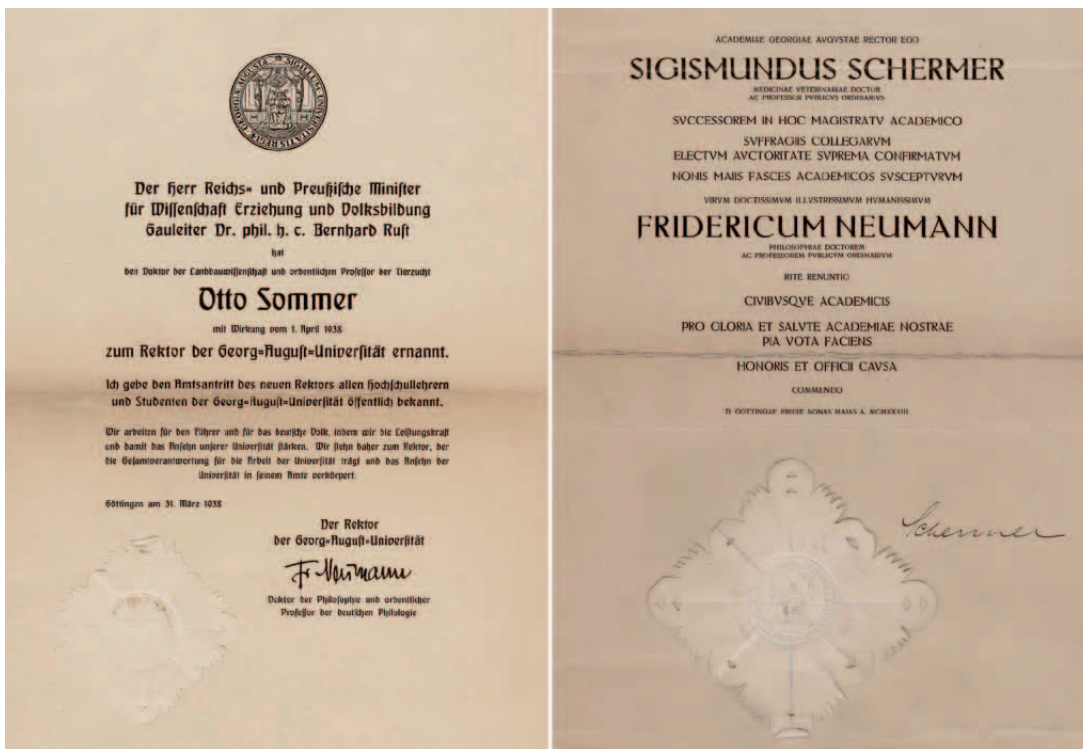 Der Herr Reichs= und Preußische Minister
für Wissenschaft Erziehung und Volksbildung
Gauleiter Dr. phil. h. c. Bernhard Rust
hat
den Doktor der Landbauwissenschaft und ordentlichen Professor der Tierzucht
Otto Sommer
mit Wirkung vom 1. April 1938
zum Rektor der Georg=August=Universität ernannt.
Ich gebe den Amtsantritt des neuen Rektors allen Hochschullehrern
und Studenten der Georg=August=Universität öffentlich bekannt.
Wir arbeiten für den Führer und für das deutsche Volk, indem wir die Leistungskraft
und damit das Ansehn unserer Universität stärken. Wir stehn daher zum Rektor, der
die Gesamtverantwortung für die Arbeit der Universität trägt und das Ansehn der
Universität in seinem Amte verkörpert.
Göttingen am 31. März 1938
Der Rektor
der Georg=August=Universität
Fr Neumann
Doktor der Philosophie und ordentlicher
Professor der deutschen Philologie
ACADEMIAE GEORGIAE AVGVSTAE RECTOR EGO
SIGISMUNDUS SCHERMER
MEDICINAE VETERINARIAE DOCTUR
AC PROFESSOR PVBLICVS ORDINARIVS
SVCCESSOREM IN HOC MAGISTRATV ACADEMICO
SVFFRAGIIS COLLEGARVM
ELECTVM AVCTORITATE SVPREMA CONFIRMATVM
NONIS MAIIS FASCES ACADEMICOS SVSCEPTVRVM
VIRVM DOCTISSIMVM ILLVSTRISSIMVM HVMANISSIMVM
FRIDERICUM NEUMANN
PHILOSOPHIAE DOCTOREM
AC PROFESSOREM PVBLICVM ORDINARIVM
RITE RENUNTIO
CIVIBVSQVE ACADEMICIS
PRO GLORIA ET SALVTE ACADEMIAE NOSTRAE
PIA VOTA FACIENS
HONORIS ET OFFICII CAVSA
COMMENDO
D. GOTTINGAE PRIDIE NONAS MAIAS A. MCMXXXIII.
Schermer